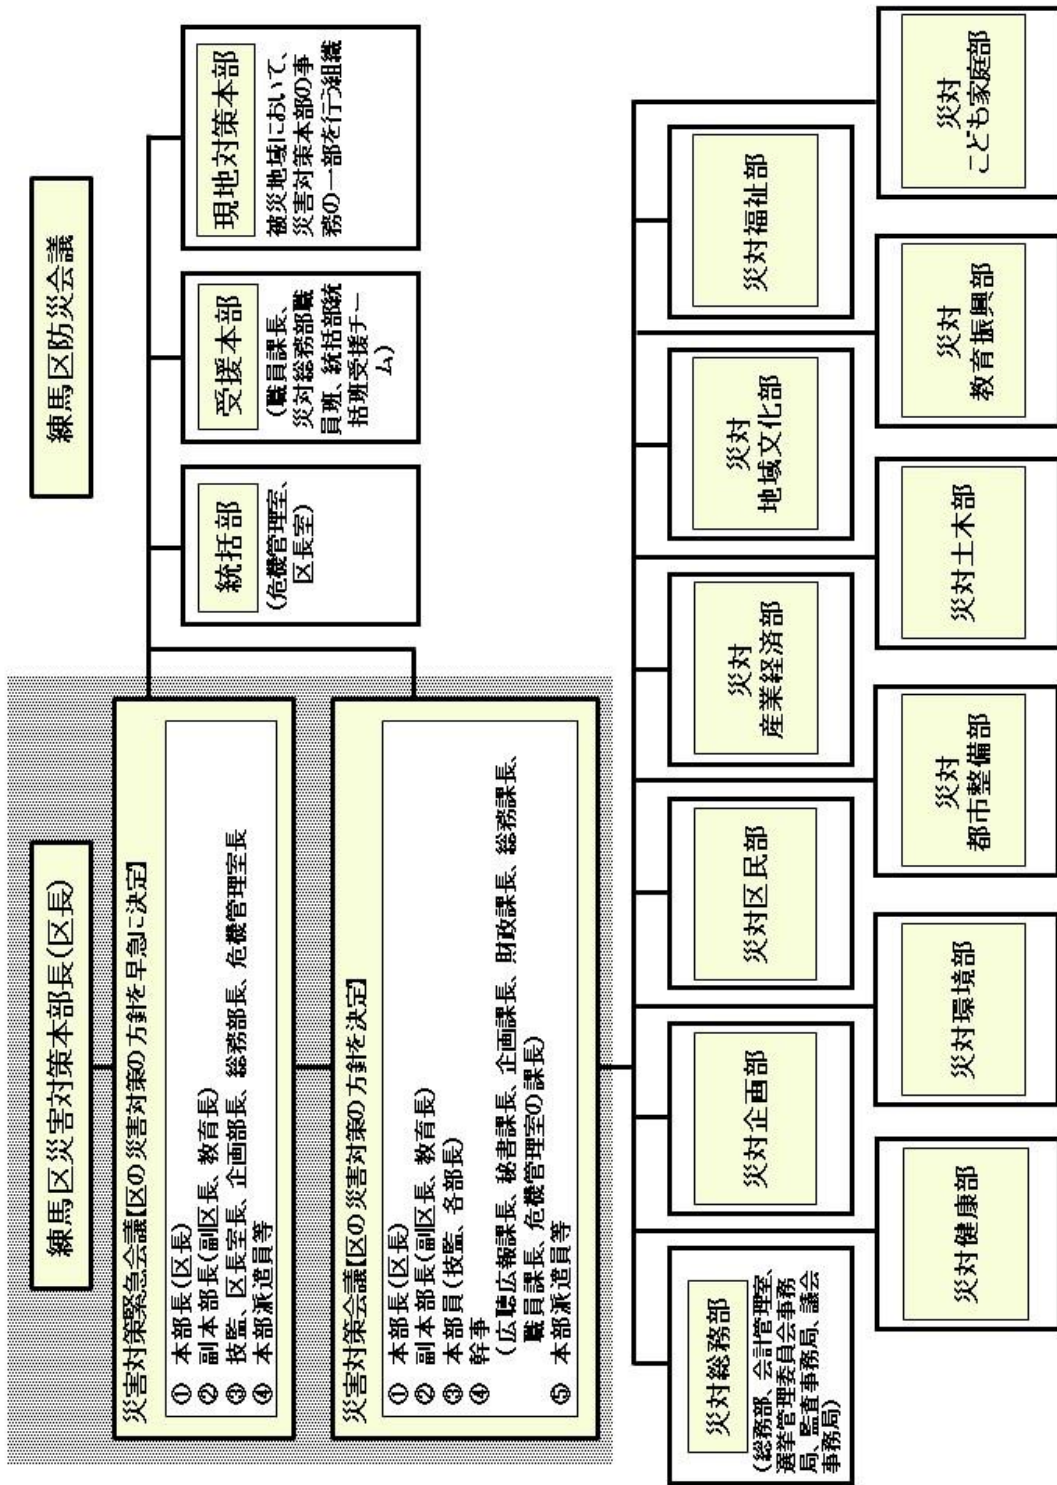 練馬区災害対策本部長(区長)
練馬区防災会議
災害対策緊急会議【区の災害対策の方針を早急に決定】
① 本部長(区長)
② 副本部長(副区長、教育長)
③ 技監、区長室長、企画部長、総務部長、危機管理室長
④ 本部派遣員等
災害対策会議【区の災害対策の方針を決定】
① 本部長(区長)
② 副本部長(副区長、教育長)
③ 本部員(技監、各部長)
④ 幹事
(広聴広報課長、秘書課長、企画課長、財政課長、総務課長、
職員課長、危機管理室の課長)
⑤ 本部派遣員等
統括部
(危機管理室、
区長室)
受援本部
(職員課長、
災対総務部職
員班、統括部統
括班受援チー
ム)
現地対策本部
被災地域において、
災害対策本部の事
務の一部を行う組織
災対総務部
(総務部、会計管理室、
選挙管理委員会事務
局、監査事務局、議会
事務局)
災対企画部
災対区民部
災対
産業経済部
災対
地域文化部
災対福祉部
災対健康部
災対環境部
災対
都市整備部
災対土木部
災対
教育振興部
災対
こども家庭部